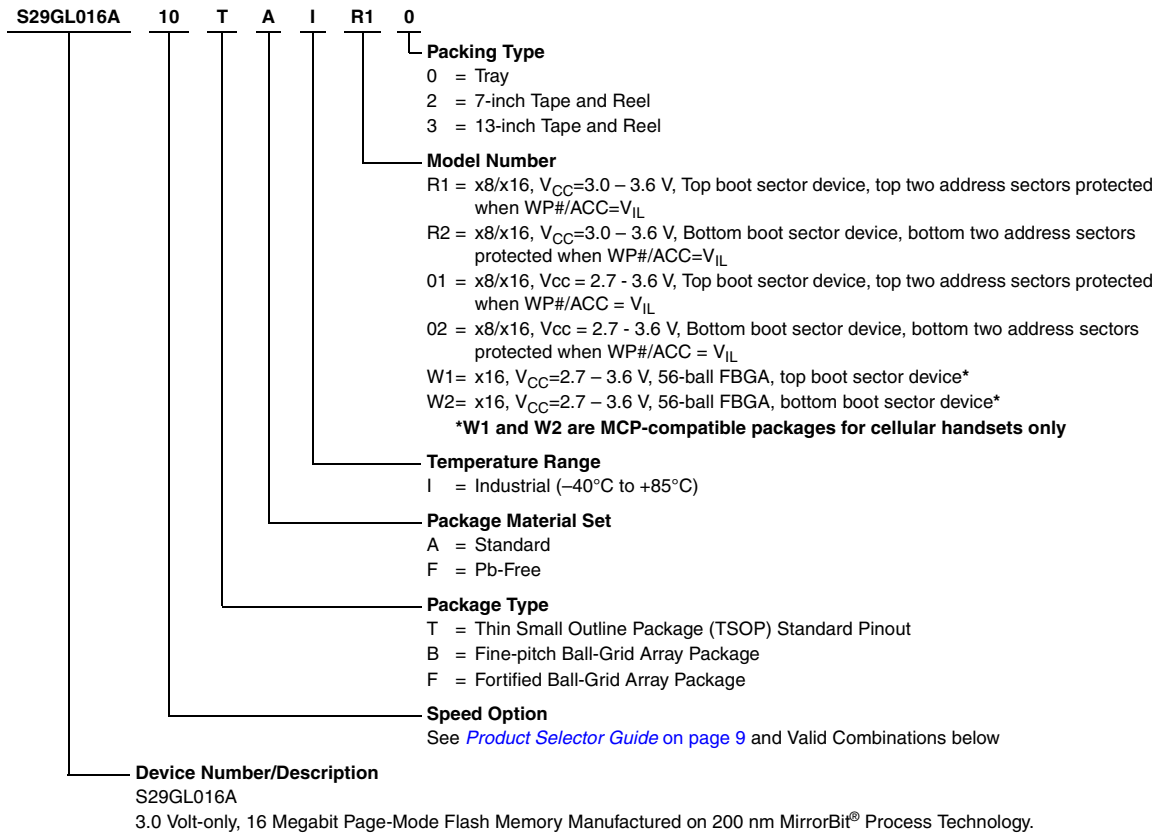 S29GL016A 10 T A I R1 0
Packing Type
0 = Tray
2 = 7-inch Tape and Reel
3 = 13-inch Tape and Reel
Model Number
R1 = x8/x16, VCC=3.0 – 3.6 V, Top boot sector device, top two address sectors protected
when WP#/ACC=VIL
R2 = x8/x16, VCC=3.0 – 3.6 V, Bottom boot sector device, bottom two address sectors
protected when WP#/ACC=VIL
01 = x8/x16, Vcc = 2.7 - 3.6 V, Top boot sector device, top two address sectors protected
when WP#/ACC = VIL
02 = x8/x16, Vcc = 2.7 - 3.6 V, Bottom boot sector device, bottom two address sectors
protected when WP#/ACC = VIL
W1= x16, VCC=2.7 – 3.6 V, 56-ball FBGA, top boot sector device*
W2= x16, VCC=2.7 – 3.6 V, 56-ball FBGA, bottom boot sector device*
*W1 and W2 are MCP-compatible packages for cellular handsets only
Temperature Range
I = Industrial (–40°C to +85°C)
Package Material Set
A = Standard
F = Pb-Free
Package Type
T = Thin Small Outline Package (TSOP) Standard Pinout
B = Fine-pitch Ball-Grid Array Package
F = Fortified Ball-Grid Array Package
Speed Option
See Product Selector Guide on page 9 and Valid Combinations below
Device Number/Description
S29GL016A
3.0 Volt-only, 16 Megabit Page-Mode Flash Memory Manufactured on 200 nm MirrorBit® Process Technology.